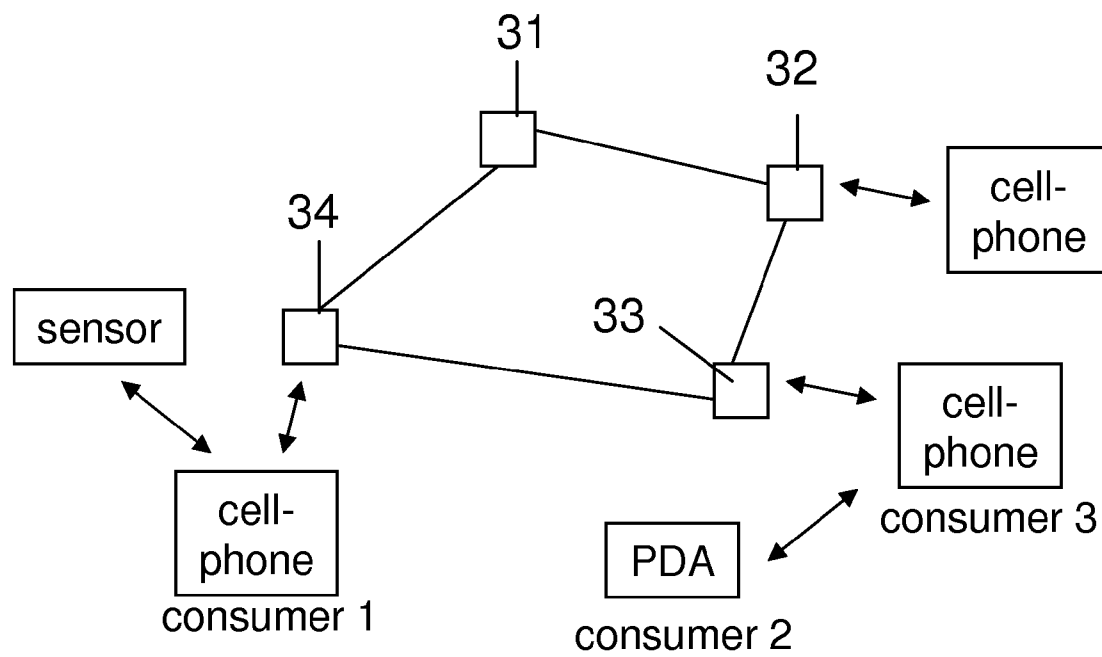 31
32
cell-
phone
34
sensor
33
cell-
phone
consumer 3
cell-
phone
consumer 1
PDA
consumer 2